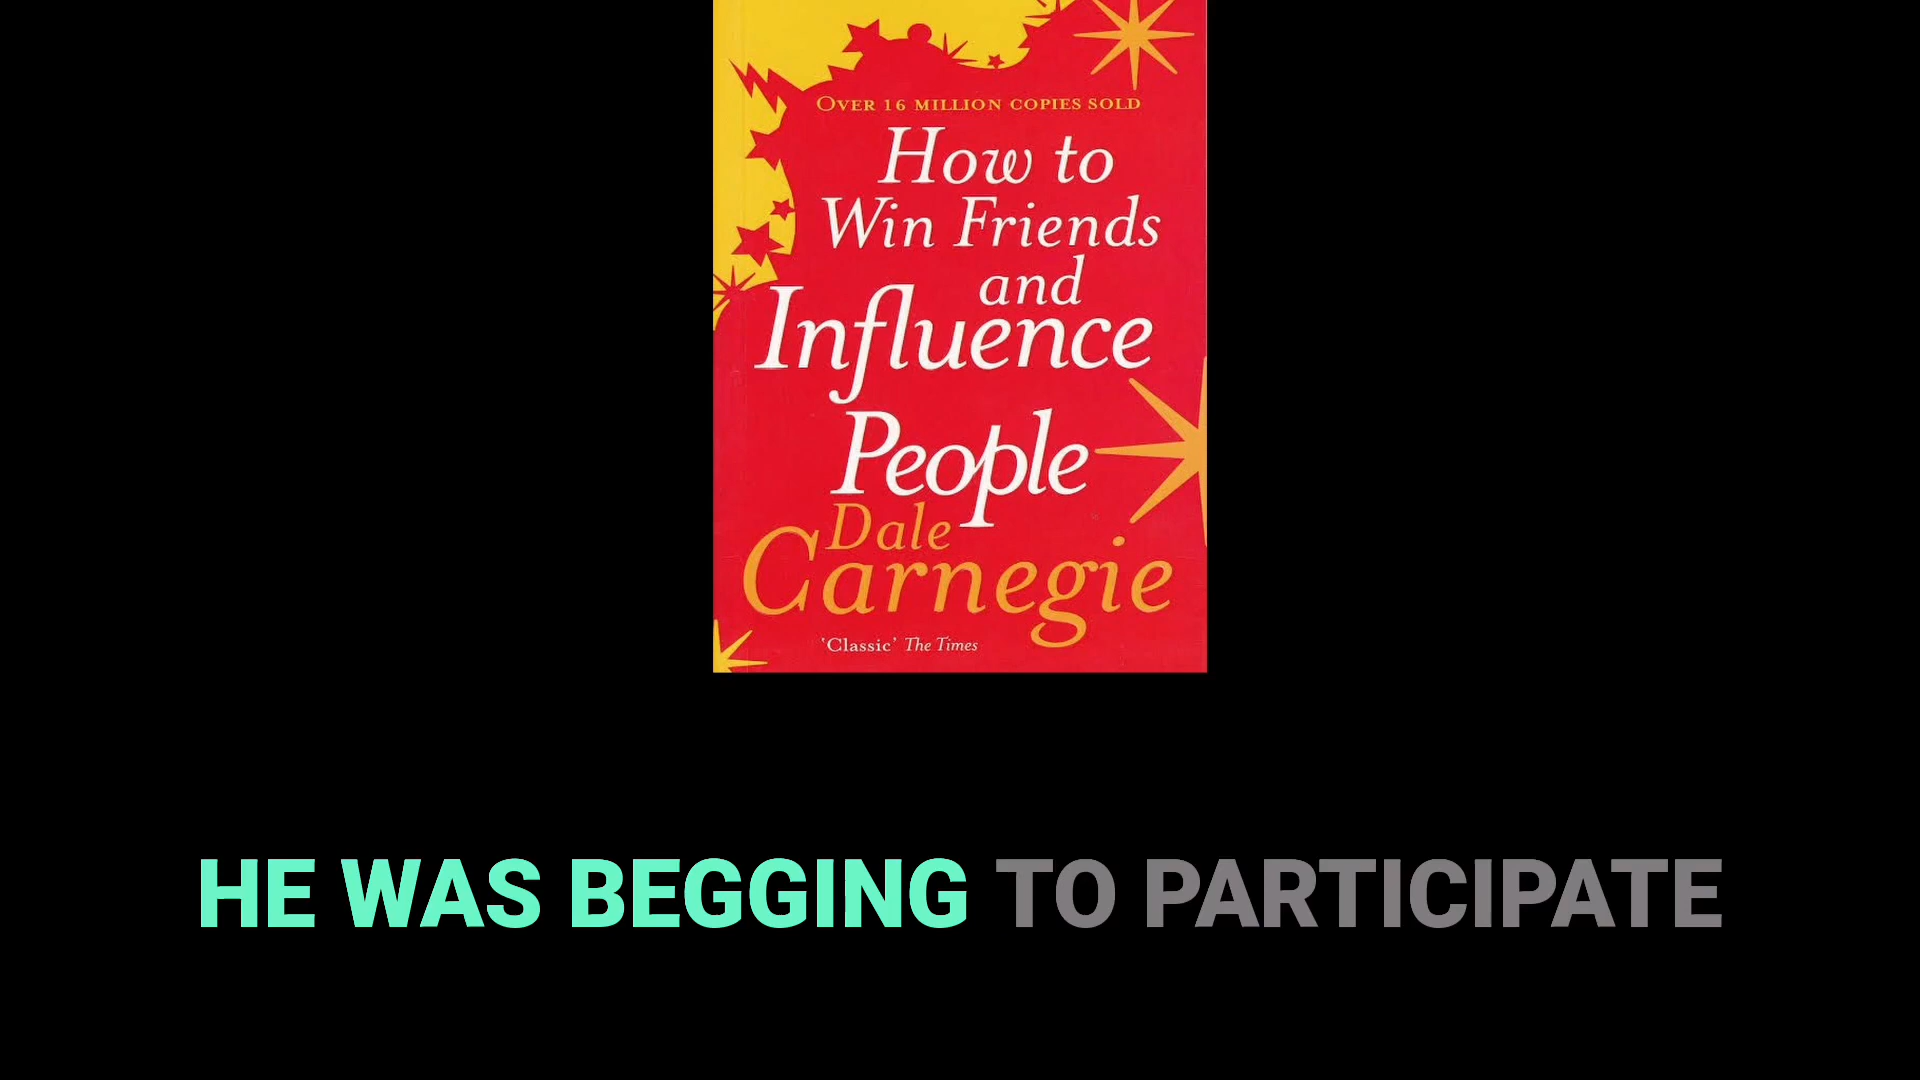 OVER 16 MILLION COPIES SOLD
How to
Win Friends
and
Influence
People
Dale
Carnegie
'Classic' The Times
HE WAS BEGGING TO PARTICIPATE